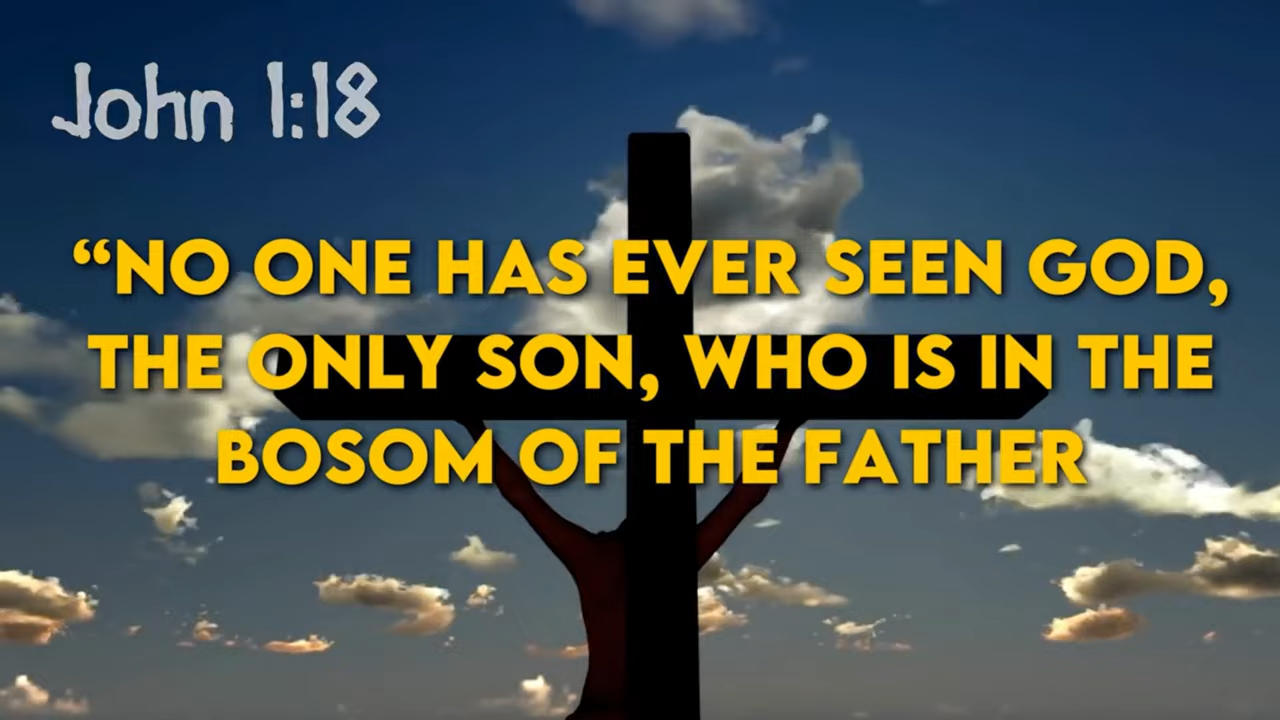 John 1:18
“NO ONE HAS EVER SEEN GOD,
THE ONLY SON, WHO IS IN THE
BOSOM OF THE FATHER